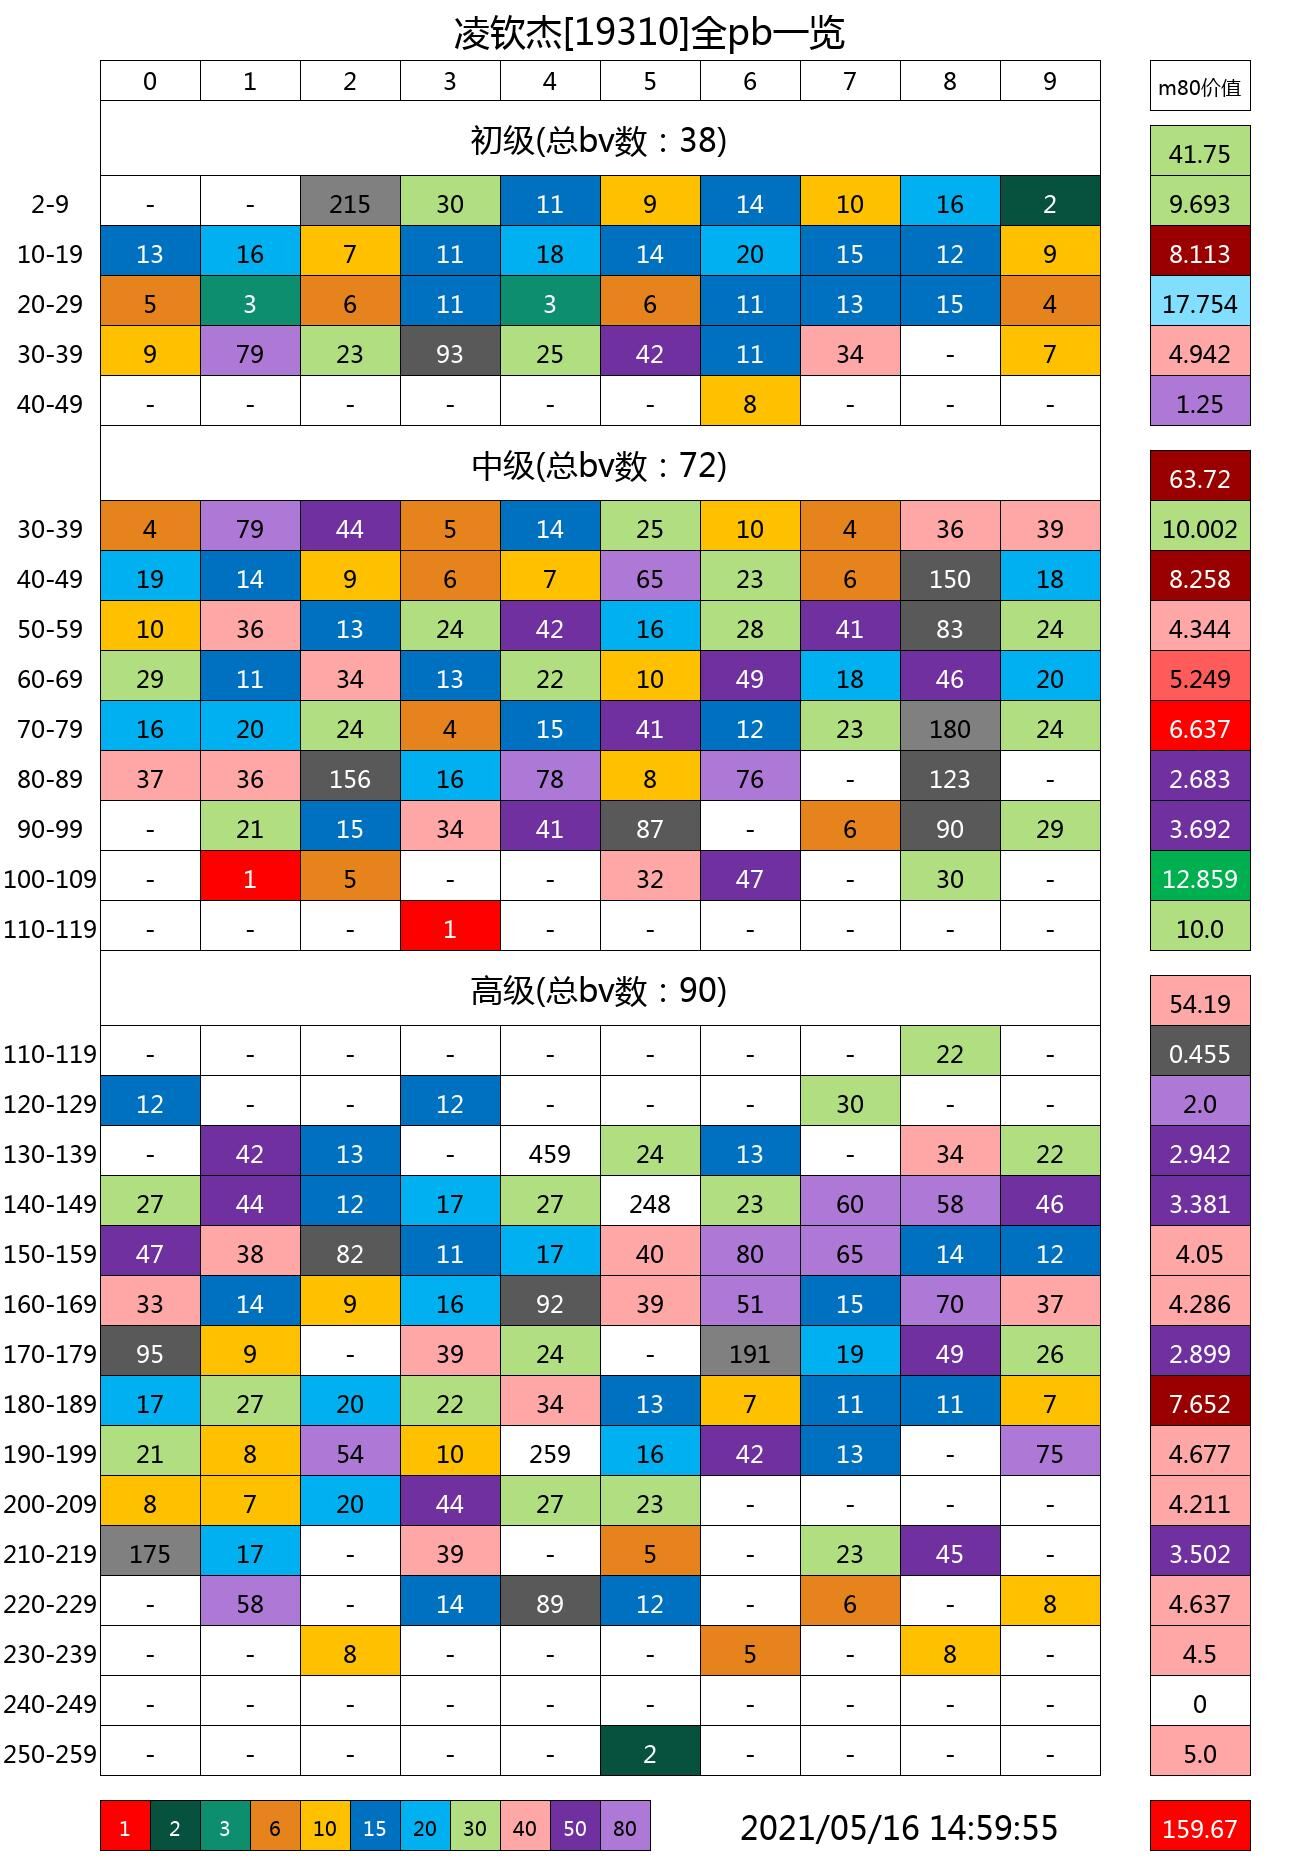 凌钦杰[19310]全pb一览
0 1 2 3 4 5 6 7 8 9 m80价值
初级(总bv数：38) 41.75
2-9 - - 215 30 11 9 14 10 16 2 9.693
10-19 13 16 7 11 18 14 20 15 12 9 8.113
20-29 5 3 6 11 3 6 11 13 15 4 17.754
30-39 9 79 23 93 25 42 11 34 - 7 4.942
40-49 - - - - - - 8 - - - 1.25
中级(总bv数：72) 63.72
30-39 4 79 44 5 14 25 10 4 36 39 10.002
40-49 19 14 9 6 7 65 23 6 150 18 8.258
50-59 10 36 13 24 42 16 28 41 83 24 4.344
60-69 29 11 34 13 22 10 49 18 46 20 5.249
70-79 16 20 24 4 15 41 12 23 180 24 6.637
80-89 37 36 156 16 78 8 76 - 123 - 2.683
90-99 - 21 15 34 41 87 - 6 90 29 3.692
100-109 - 1 5 - - 32 47 - 30 - 12.859
110-119 - - - 1 - - - - - - 10.0
高级(总bv数：90) 54.19
110-119 - - - - - - - - 22 - 0.455
120-129 12 - - 12 - - - 30 - - 2.0
130-139 - 42 13 - 459 24 13 - 34 22 2.942
140-149 27 44 12 17 27 248 23 60 58 46 3.381
150-159 47 38 82 11 17 40 80 65 14 12 4.05
160-169 33 14 9 16 92 39 51 15 70 37 4.286
170-179 95 9 - 39 24 - 191 19 49 26 2.899
180-189 17 27 20 22 34 13 7 11 11 7 7.652
190-199 21 8 54 10 259 16 42 13 - 75 4.677
200-209 8 7 20 44 27 23 - - - - 4.211
210-219 175 17 - 39 - 5 - 23 45 - 3.502
220-229 - 58 - 14 89 12 - 6 - 8 4.637
230-239 - - 8 - - - 5 - 8 - 4.5
240-249 - - - - - - - - - - 0
250-259 - - - - - 2 - - - - 5.0
1 2 3 6 10 15 20 30 40 50 80 2021/05/16 14:59:55 159.67